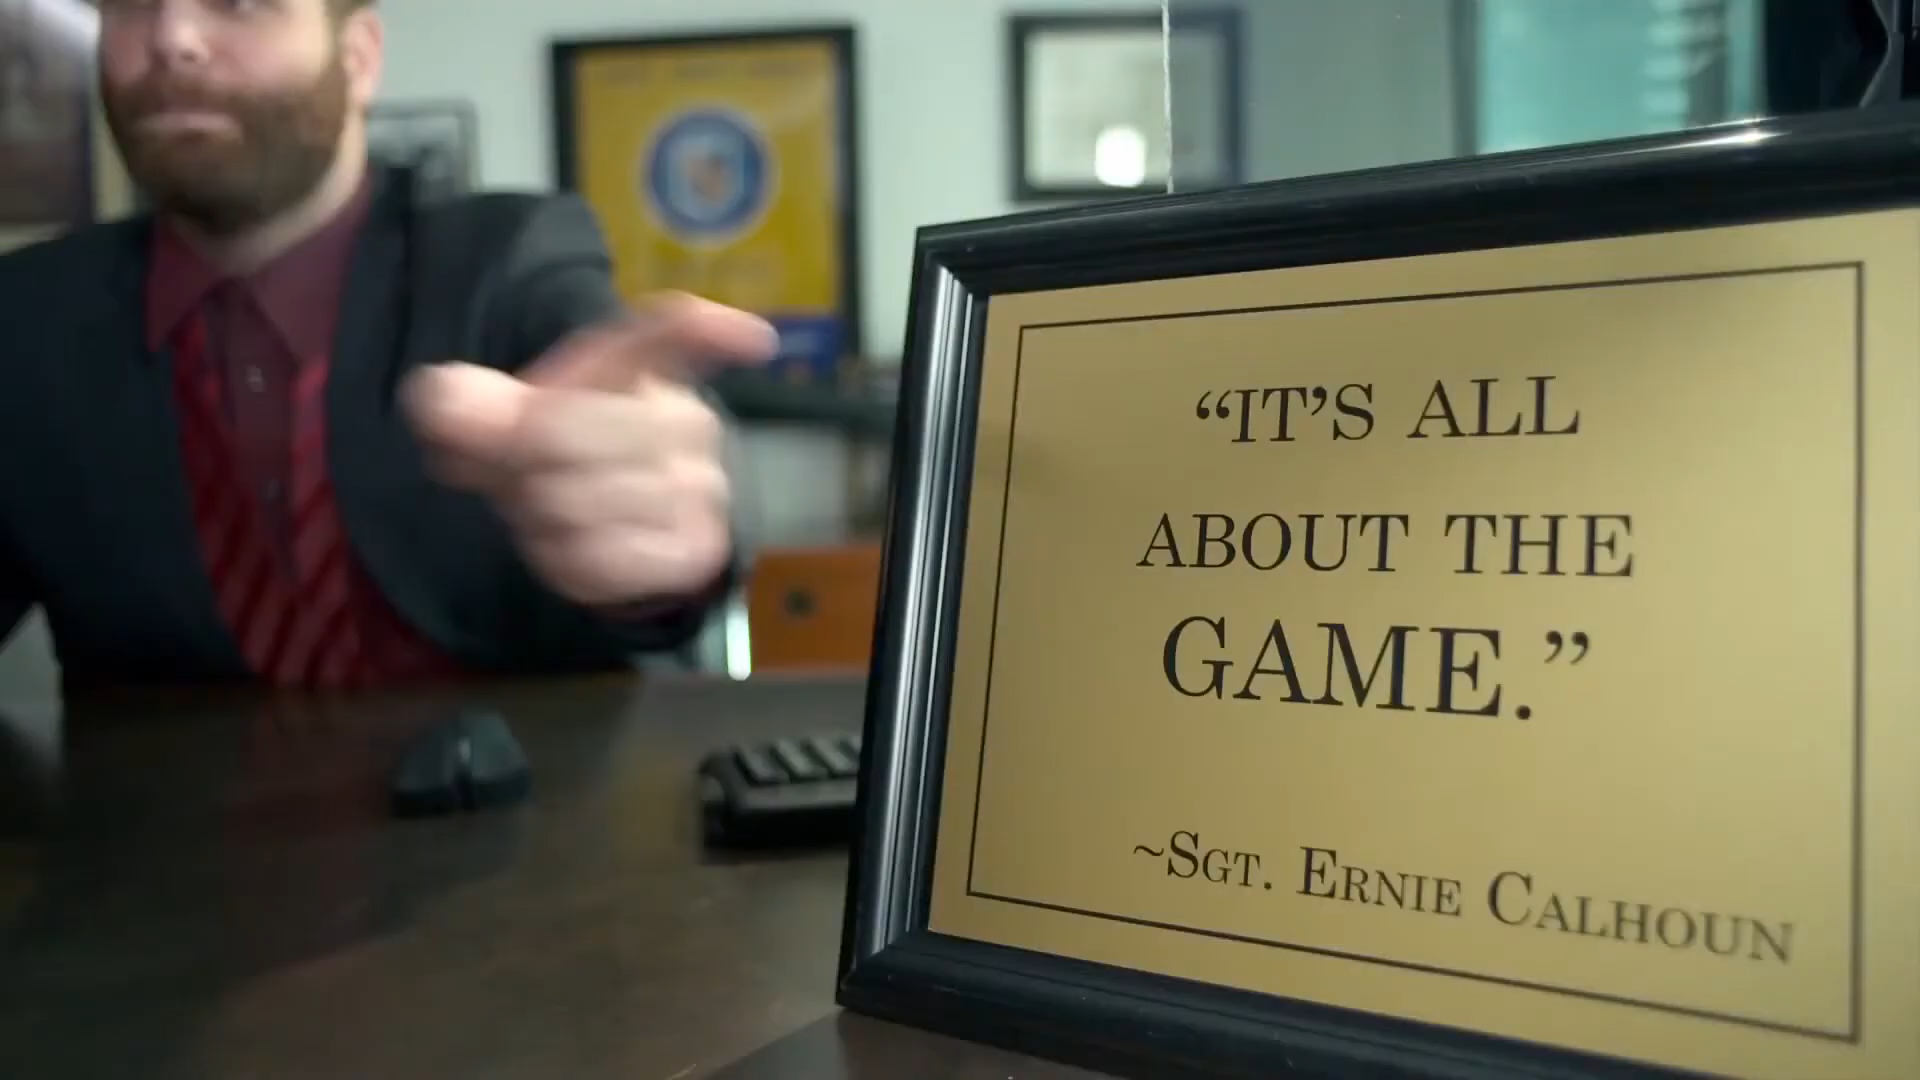 “IT’S ALL
ABOUT THE
GAME.”
~SGT. ERNIE CALHOUN